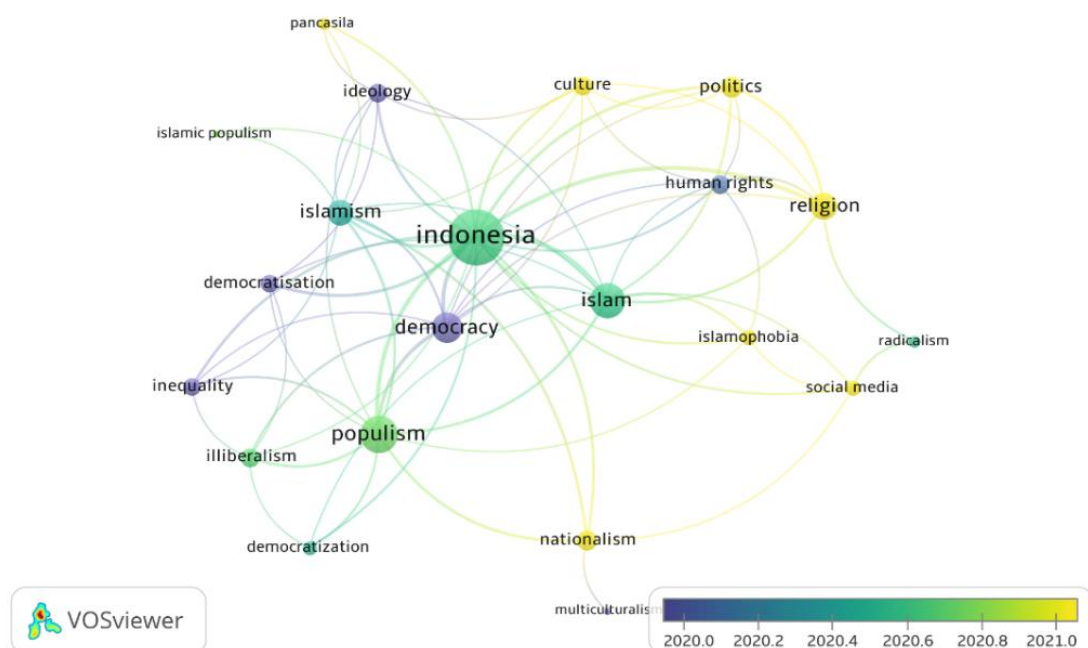 pancasila
culture
politics
ideology
islamic populism
human rights
religion
islamism
indonesia
democratisation
islam
democracy
islamophobia
radicalism
inequality
social media
populism
illiberalism
nationalism
democratization
multiculturalism
VOSviewer
2020.0 2020.2 2020.4 2020.6 2020.8 2021.0